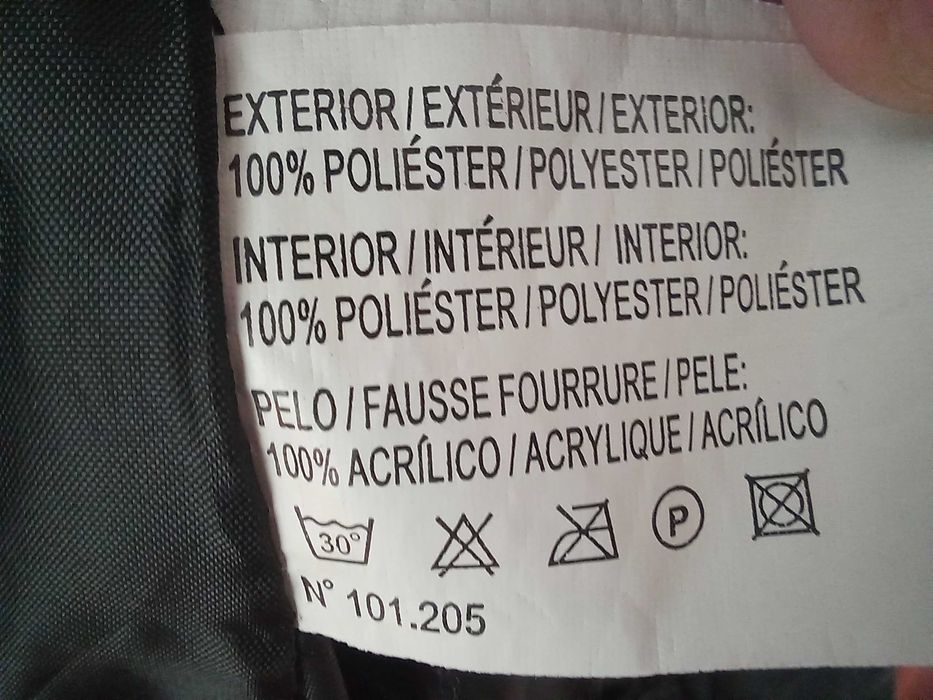 EXTERIOR / EXTÉRIEUR / EXTERIOR:
100% POLIÉSTER / POLYESTER / POLIÉSTER
INTERIOR / INTÉRIEUR / INTERIOR:
100% POLIÉSTER / POLYESTER / POLIÉSTER
PELO / FAUSSE FOURRURE / PELE:
100% ACRÍLICO / ACRYLIQUE / ACRÍLICO
30° P
Nº 101.205